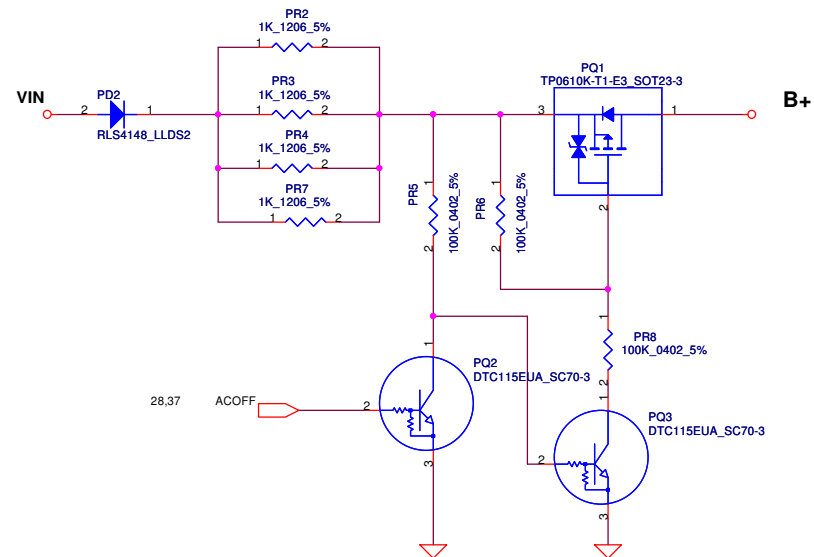 PR2
1K_1206_5%
1 2
PR3
1K_1206_5%
1 2
PR4
1K_1206_5%
1 2
PR7
1K_1206_5%
1 2
VIN
2 PD2 1
RLS4148_LLDS2
PQ1
TP0610K-T1-E3_SOT23-3
3 1
2
B+
PR5
100K_0402_5%
1
2
PR6
100K_0402_5%
1
2
PR8
100K_0402_5%
1
2
28,37 ACOFF
PQ2
DTC115EUA_SC70-3
1
2
3
PQ3
DTC115EUA_SC70-3
1
2
3